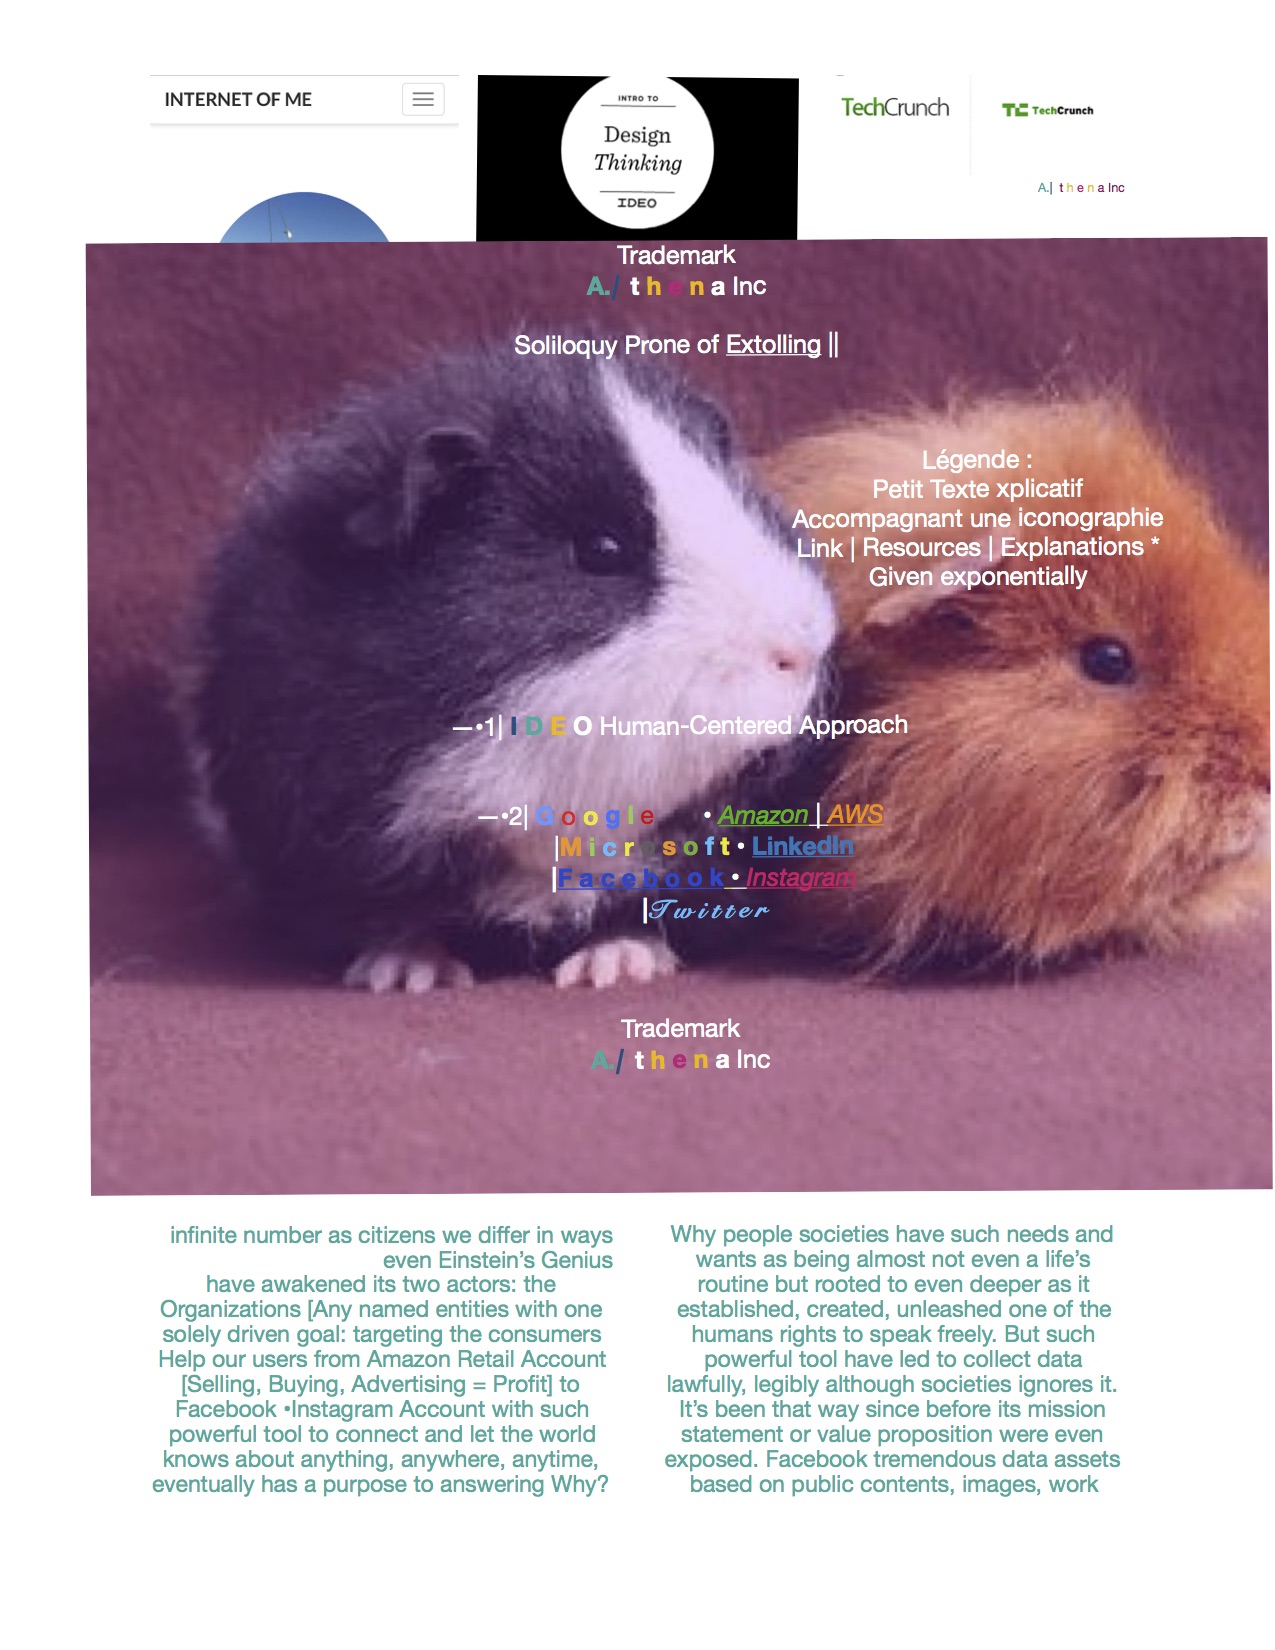 INTERNET OF ME
INTRO TO
Design
Thinking
IDEO
TechCrunch
TC TechCrunch
A.| thena Inc
Trademark
A./ thena Inc
Soliloquy Prone of Extolling ||
Légende :
Petit Texte xplicatif
Accompagnant une iconographie
Link | Resources | Explanations *
Given exponentially
—•1| IDEO Human-Centered Approach
—•2| Google • Amazon | AWS
|Microsoft • LinkedIn
|Facebook • Instagram
|Twitter
Trademark
A./ thena Inc
infinite number as citizens we differ in ways
even Einstein's Genius
have awakened its two actors: the
Organizations [Any named entities with one
solely driven goal: targeting the consumers
Help our users from Amazon Retail Account
[Selling, Buying, Advertising = Profit] to
Facebook •Instagram Account with such
powerful tool to connect and let the world
knows about anything, anywhere, anytime,
eventually has a purpose to answering Why?
Why people societies have such needs and
wants as being almost not even a life's
routine but rooted to even deeper as it
established, created, unleashed one of the
humans rights to speak freely. But such
powerful tool have led to collect data
lawfully, legibly although societies ignores it.
It's been that way since before its mission
statement or value proposition were even
exposed. Facebook tremendous data assets
based on public contents, images, work